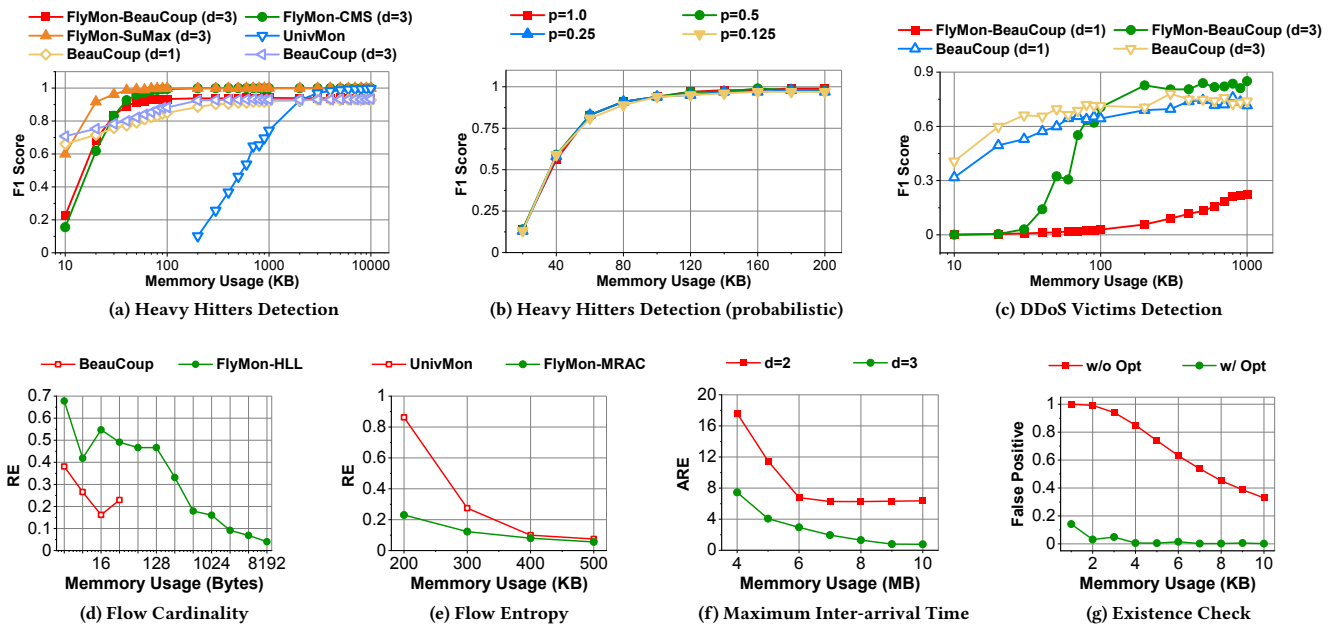 FlyMon-BeauCoup (d=3) FlyMon-CMS (d=3)
FlyMon-SuMax (d=3) UnivMon
BeauCoup (d=1) BeauCoup (d=3)
1
0.8
0.6
0.4
0.2
0
F1 Score
10 100 1000 10000
Memmory Usage (KB)
(a) Heavy Hitters Detection
p=1.0 p=0.5
p=0.25 p=0.125
1
0.75
0.5
0.25
0
F1 Score
40 80 120 160 200
Memmory Usage (KB)
(b) Heavy Hitters Detection (probabilistic)
FlyMon-BeauCoup (d=1) FlyMon-BeauCoup (d=3)
BeauCoup (d=1) BeauCoup (d=3)
0.9
0.6
0.3
0
F1 Score
10 100 1000
Memmory Usage (KB)
(c) DDoS Victims Detection
BeauCoup FlyMon-HLL
0.7
0.6
0.5
0.4
0.3
0.2
0.1
0
RE
16 128 1024 8192
Memmory Usage (Bytes)
(d) Flow Cardinality
UnivMon FlyMon-MRAC
1
0.8
0.6
0.4
0.2
0
RE
200 300 400 500
Memmory Usage (KB)
(e) Flow Entropy
d=2 d=3
24
18
12
6
0
ARE
4 6 8 10
Memmory Usage (MB)
(f) Maximum Inter-arrival Time
w/o Opt w/ Opt
1
0.8
0.6
0.4
0.2
0
False Positive
2 4 6 8 10
Memmory Usage (KB)
(g) Existence Check